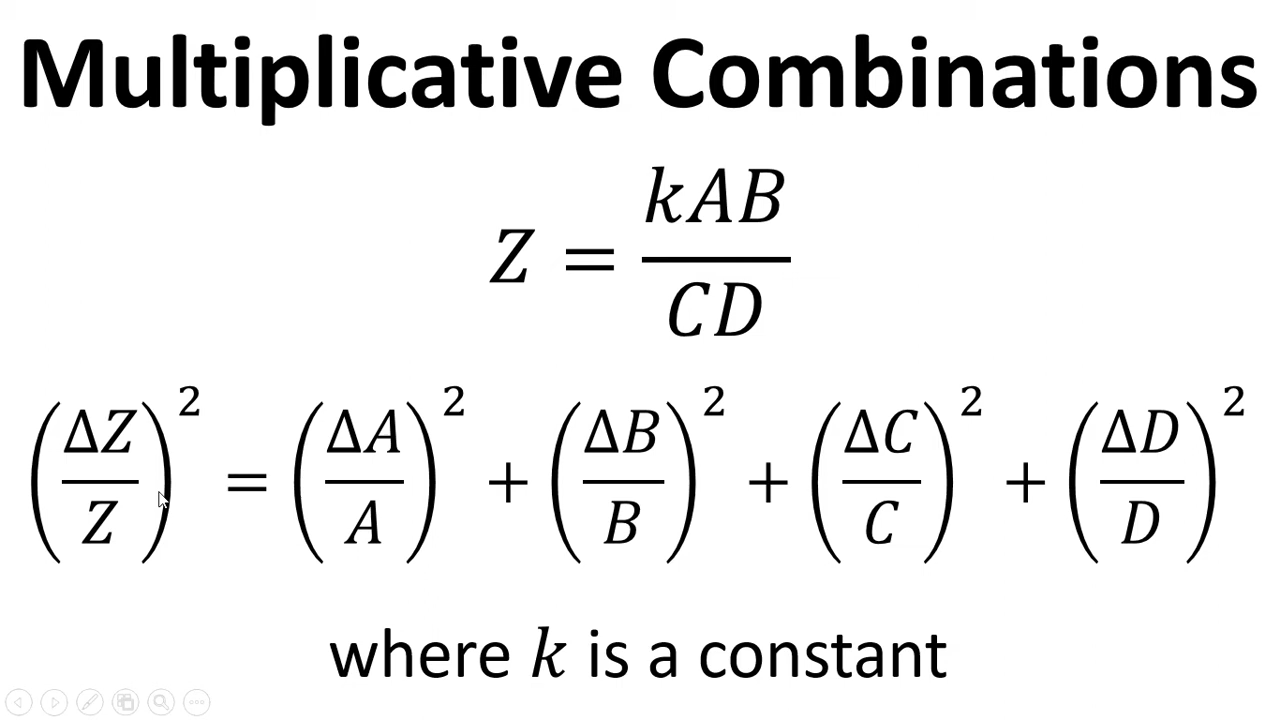 Multiplicative Combinations
Z = kAB / CD
(ΔZ / Z)² = (ΔA / A)² + (ΔB / B)² + (ΔC / C)² + (ΔD / D)²
where k is a constant